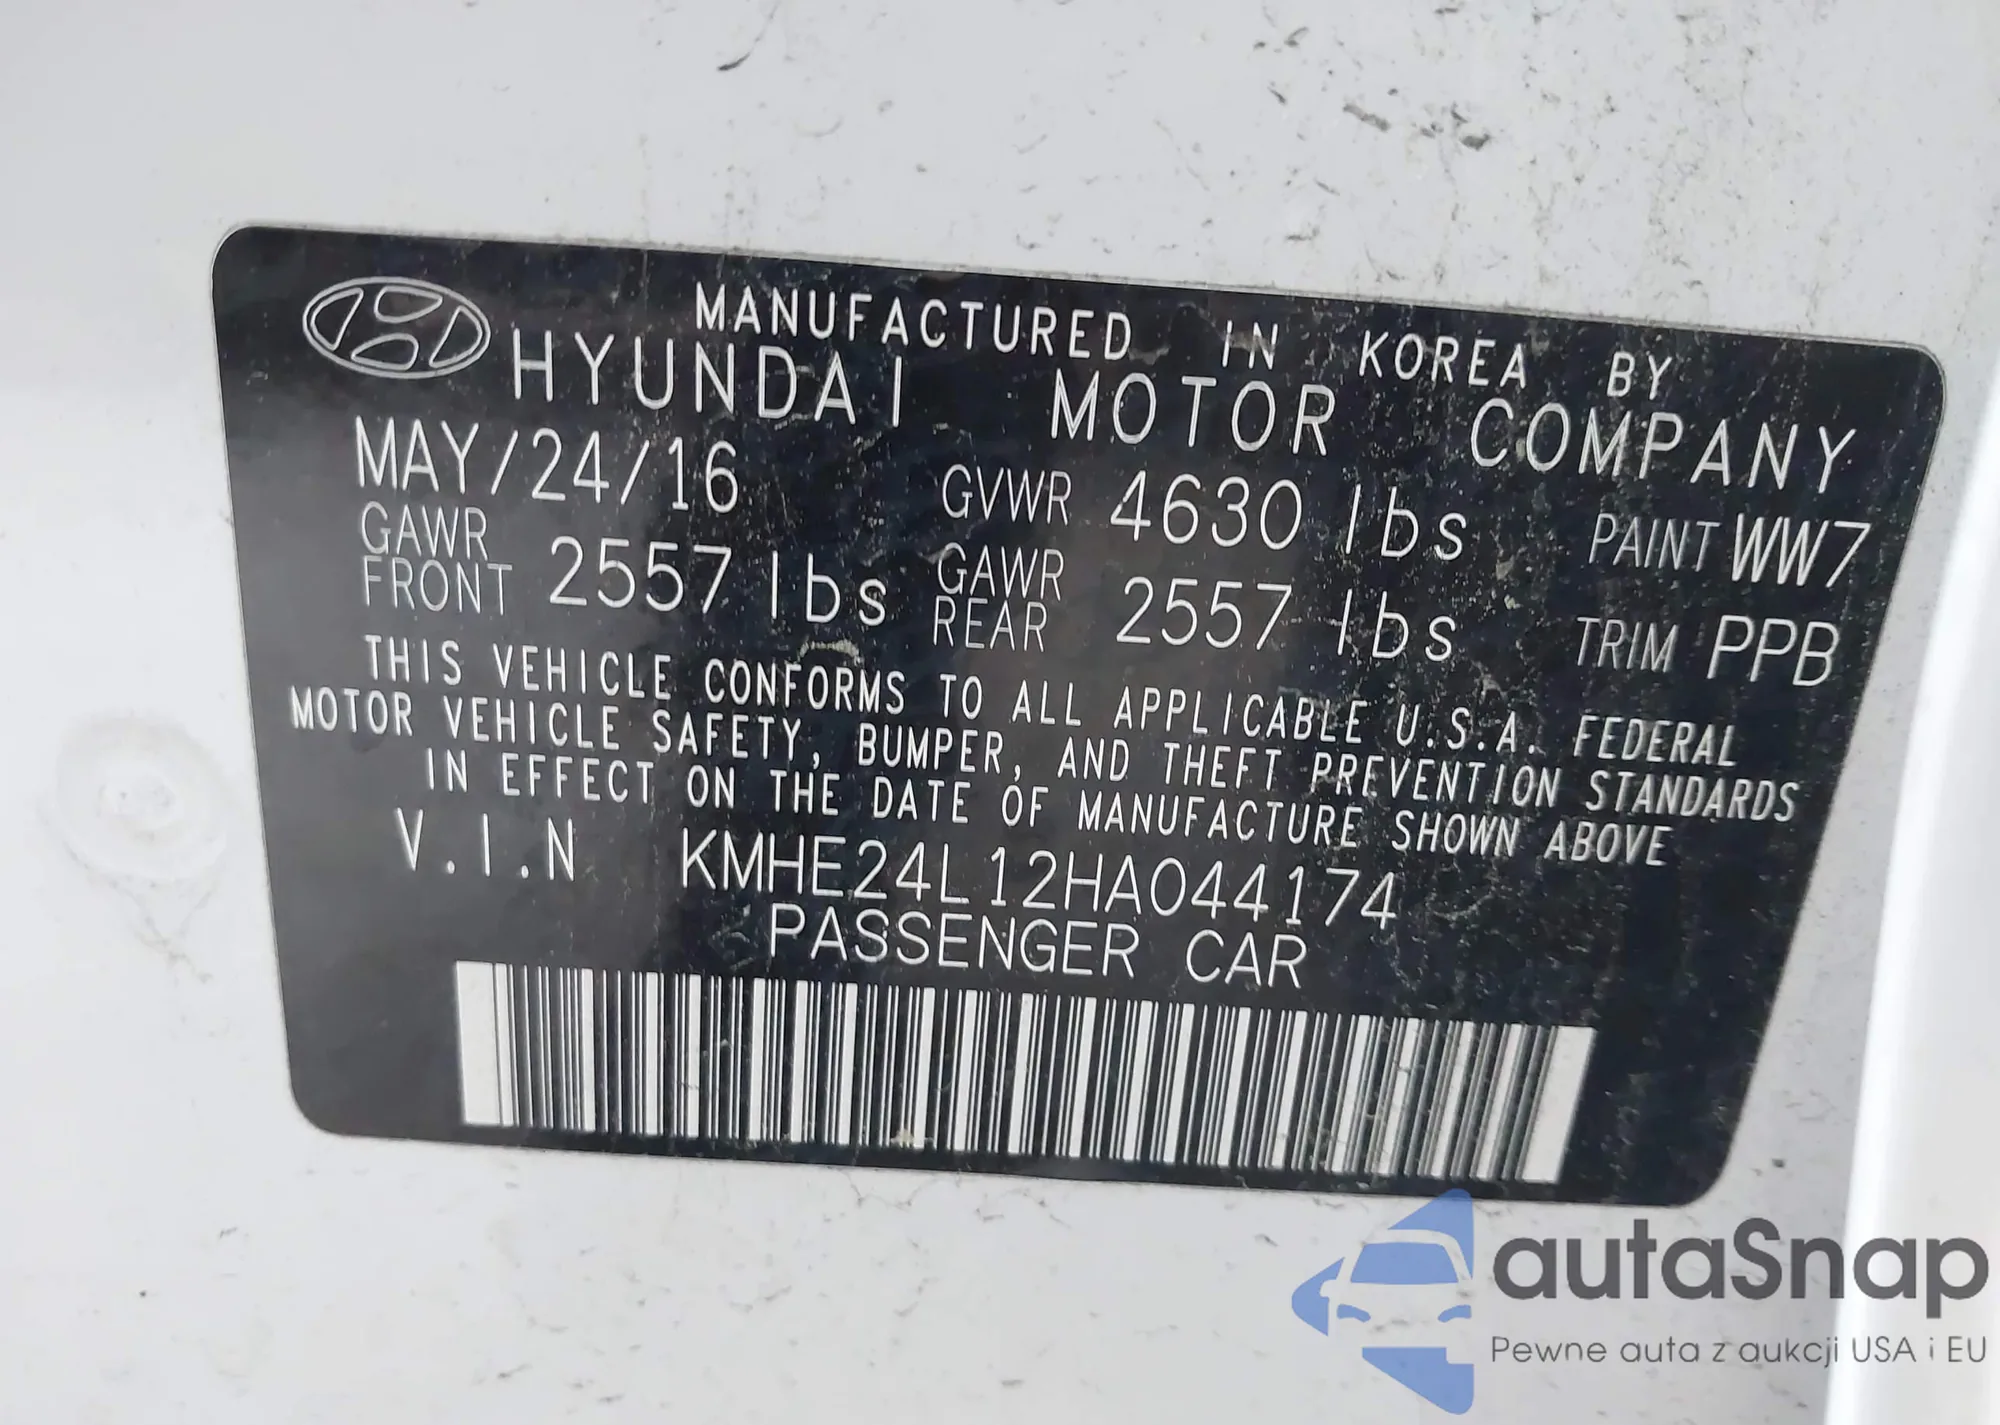 MANUFACTURED IN KOREA BY
HYUNDAI MOTOR COMPANY
MAY/24/16 GVWR 4630 lbs PAINT WW7
GAWR FRONT 2557 lbs GAWR REAR 2557 lbs TRIM PPB
THIS VEHICLE CONFORMS TO ALL APPLICABLE U.S.A. FEDERAL
MOTOR VEHICLE SAFETY, BUMPER, AND THEFT PREVENTION STANDARDS
IN EFFECT ON THE DATE OF MANUFACTURE SHOWN ABOVE
V.I.N KMHE24L12HA044174
PASSENGER CAR
autaSnap
Pewne auta z aukcji USA i EU